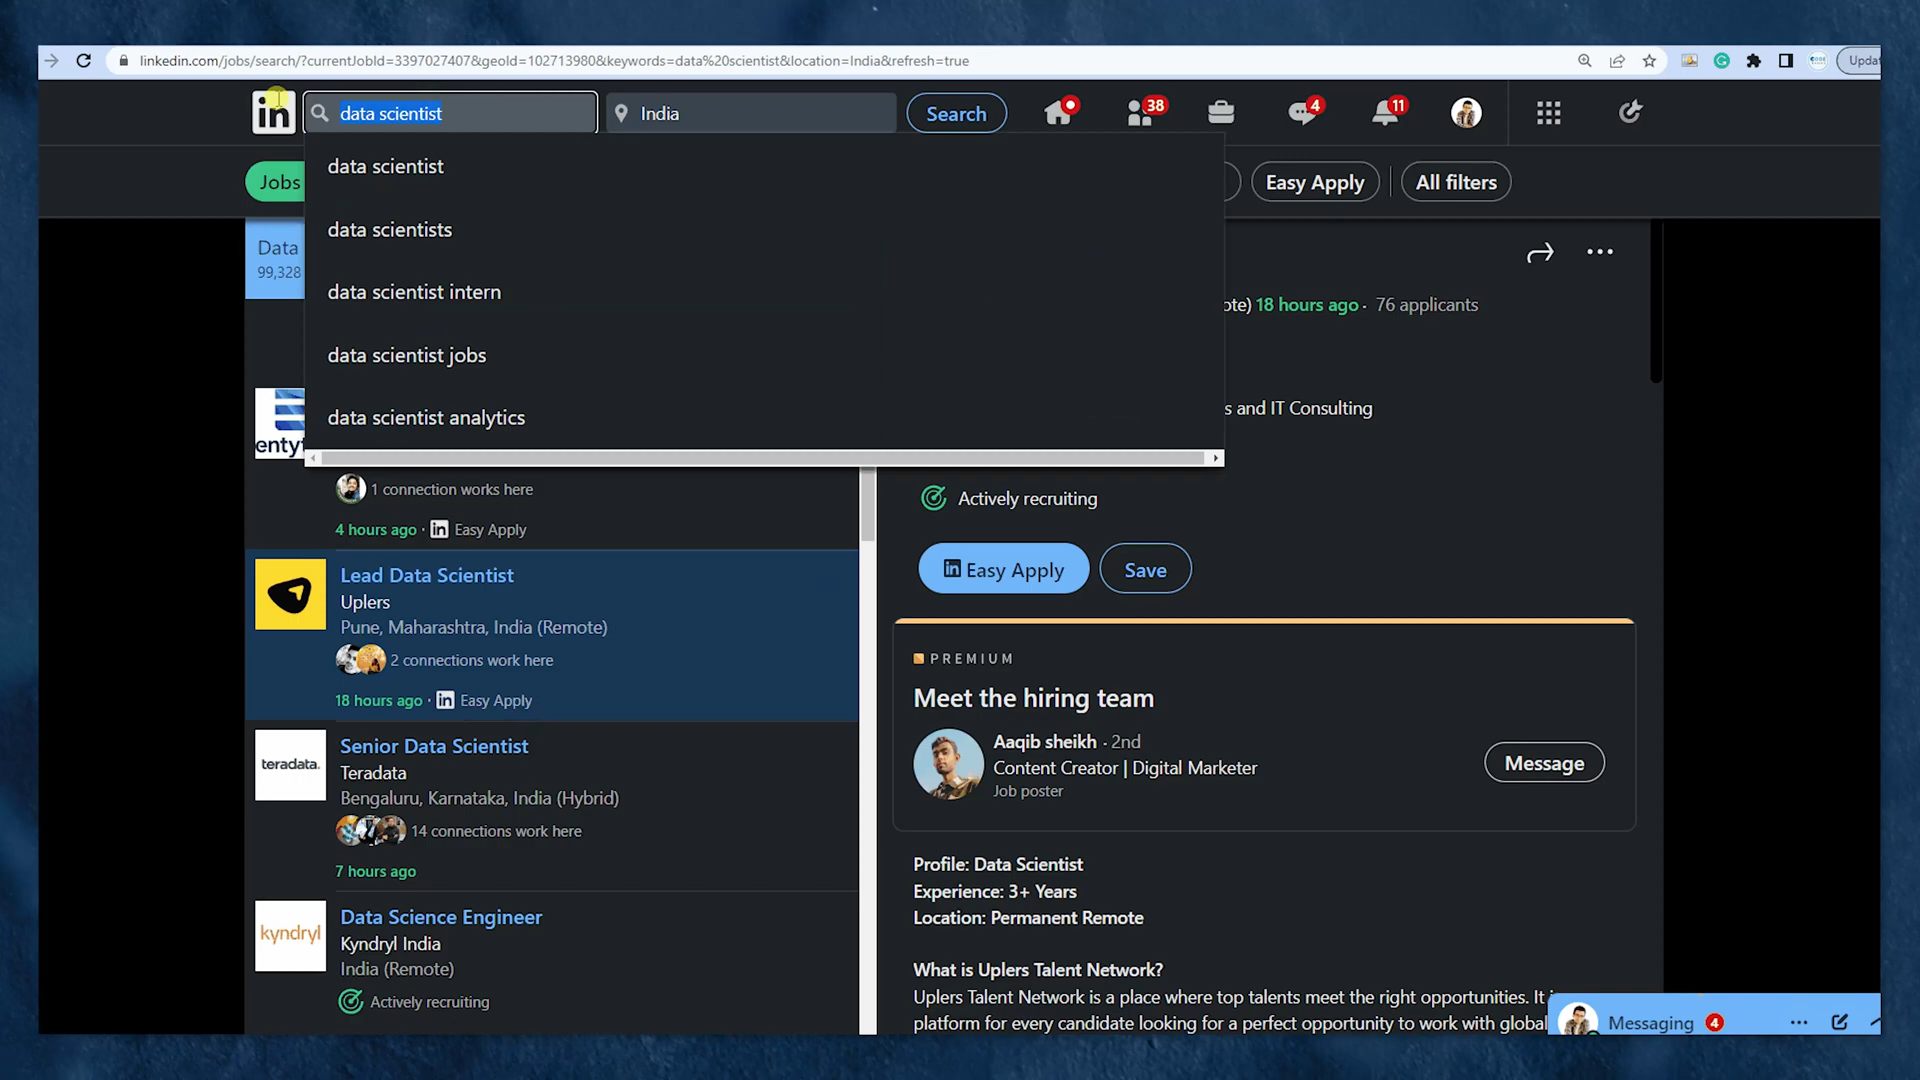 linkedin.com/jobs/search/?currentJobId=3397027407&geoId=102713980&keywords=data%20scientist&location=India&refresh=true
in
data scientist
India
Search
38
4
11
Jobs
Easy Apply
All filters
data scientist
data scientists
data scientist intern
data scientist jobs
data scientist analytics
Data
99,328
1 connection works here
4 hours ago · in Easy Apply
Lead Data Scientist
Uplers
Pune, Maharashtra, India (Remote)
2 connections work here
18 hours ago · in Easy Apply
teradata.
Senior Data Scientist
Teradata
Bengaluru, Karnataka, India (Hybrid)
14 connections work here
7 hours ago
kyndryl
Data Science Engineer
Kyndryl India
India (Remote)
Actively recruiting
18 hours ago · 76 applicants
and IT Consulting
Actively recruiting
in Easy Apply
Save
PREMIUM
Meet the hiring team
Aaqib sheikh · 2nd
Content Creator | Digital Marketer
Job poster
Message
Profile: Data Scientist
Experience: 3+ Years
Location: Permanent Remote
What is Uplers Talent Network?
Uplers Talent Network is a place where top talents meet the right opportunities. It
platform for every candidate looking for a perfect opportunity to work with global
Messaging 4